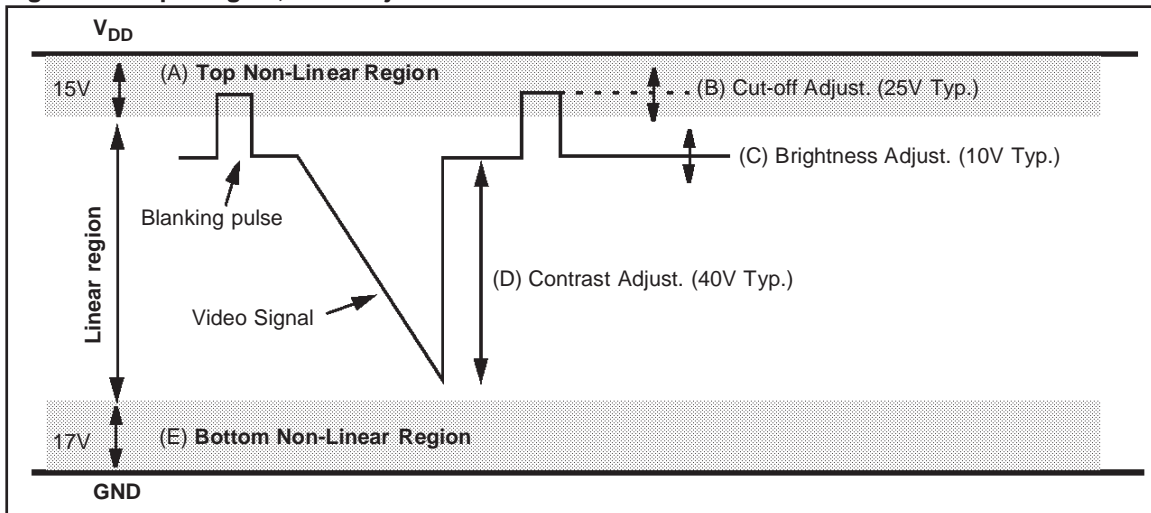 V_DD
(A) Top Non-Linear Region
15V
(B) Cut-off Adjust. (25V Typ.)
(C) Brightness Adjust. (10V Typ.)
Blanking pulse
Linear region
(D) Contrast Adjust. (40V Typ.)
Video Signal
17V
(E) Bottom Non-Linear Region
GND